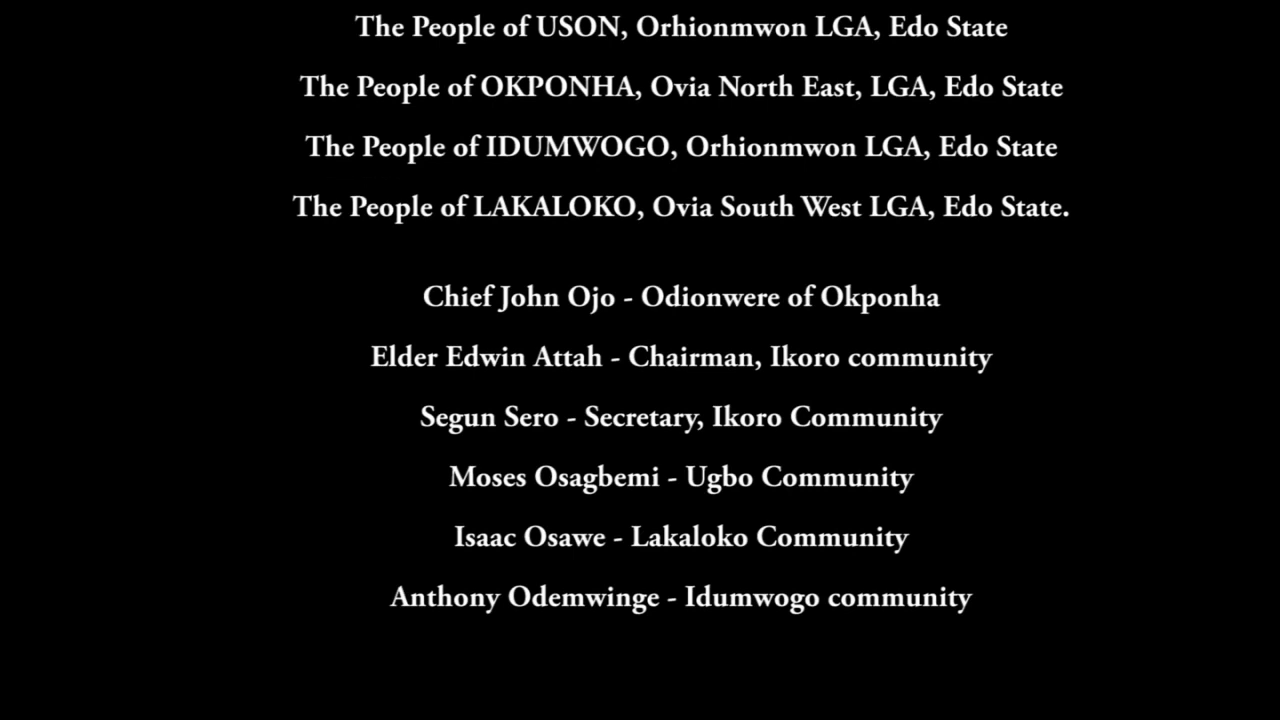 The People of USON, Orhionmwon LGA, Edo State
The People of OKPONHA, Ovia North East, LGA, Edo State
The People of IDUMWOGO, Orhionmwon LGA, Edo State
The People of LAKALOKO, Ovia South West LGA, Edo State.
Chief John Ojo - Odionwere of Okponha
Elder Edwin Attah - Chairman, Ikoro community
Segun Sero - Secretary, Ikoro Community
Moses Osagbemi - Ugbo Community
Isaac Osawe - Lakaloko Community
Anthony Odemwinge - Idumwogo community